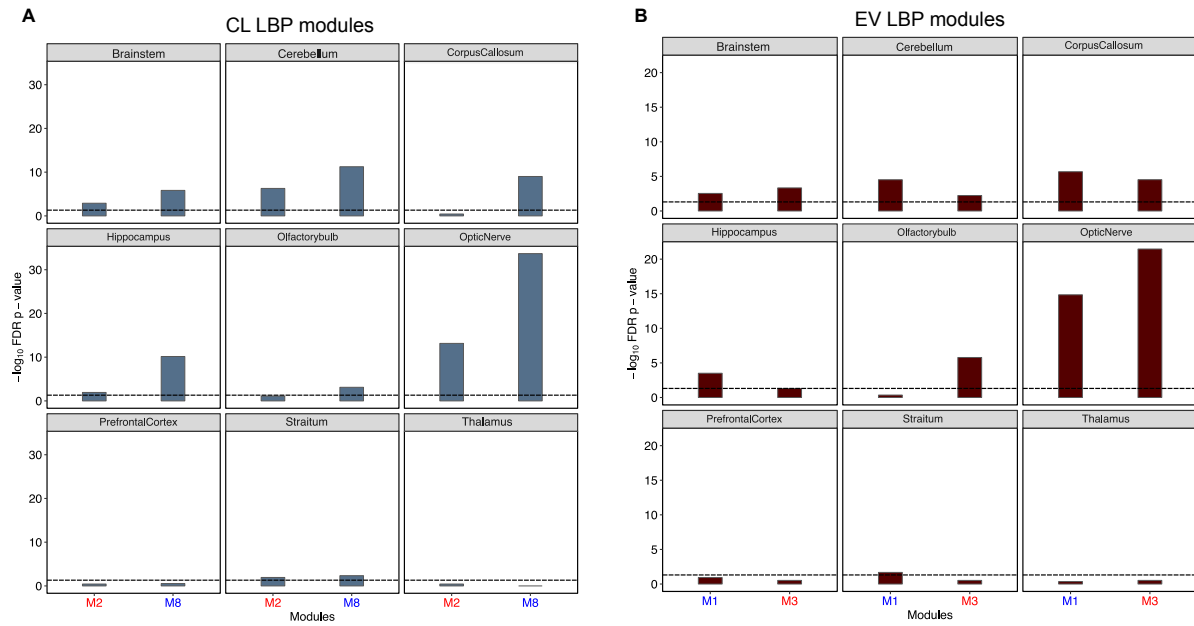 A
CL LBP modules
Brainstem Cerebellum CorpusCallosum
30
20
10
0
Hippocampus Olfactorybulb OpticNerve
30
20
10
0
PrefrontalCortex Straitum Thalamus
30
20
10
0
−log10 FDR p − value
M2 M8 M2 M8 M2 M8
Modules
B
EV LBP modules
Brainstem Cerebellum CorpusCallosum
20
15
10
5
0
Hippocampus Olfactorybulb OpticNerve
20
15
10
5
0
PrefrontalCortex Straitum Thalamus
20
15
10
5
0
−log10 FDR p − value
M1 M3 M1 M3 M1 M3
Modules